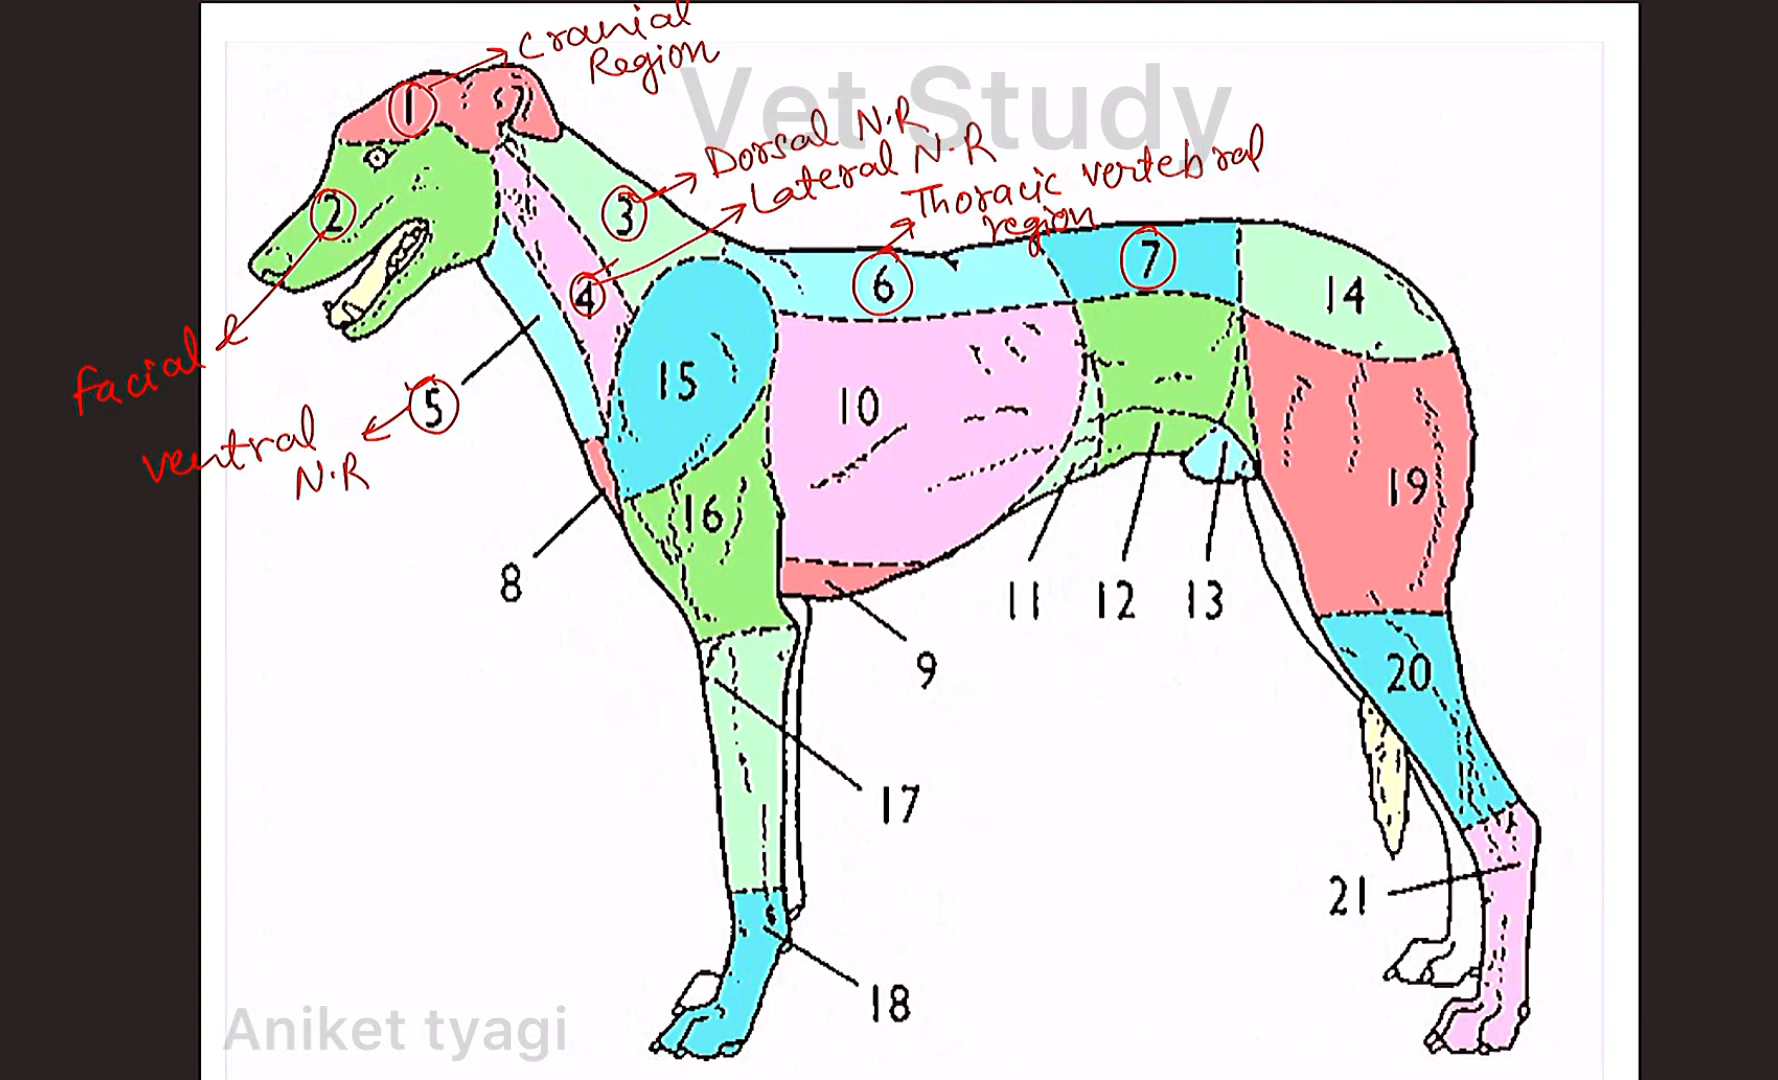 Cranial
Region
Vet Study
1
Dorsal N.R
Lateral N.R
Thoracic vertebral
region
2
3
4
6
7
14
facial
5
ventral
N.R
15
10
16
19
8
11
12
13
9
20
17
21
18
Aniket tyagi